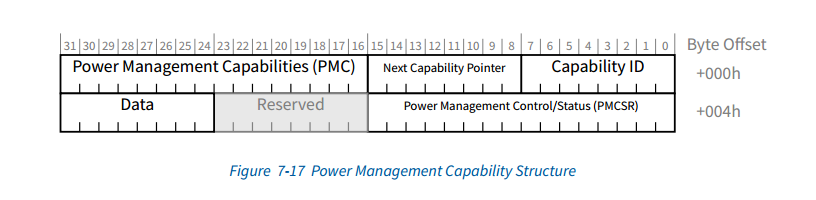 31 30 29 28 27 26 25 24 23 22 21 20 19 18 17 16 15 14 13 12 11 10 9 8 7 6 5 4 3 2 1 0 Byte Offset
Power Management Capabilities (PMC) Next Capability Pointer Capability ID +000h
Data Reserved Power Management Control/Status (PMCSR) +004h
Figure 7-17 Power Management Capability Structure